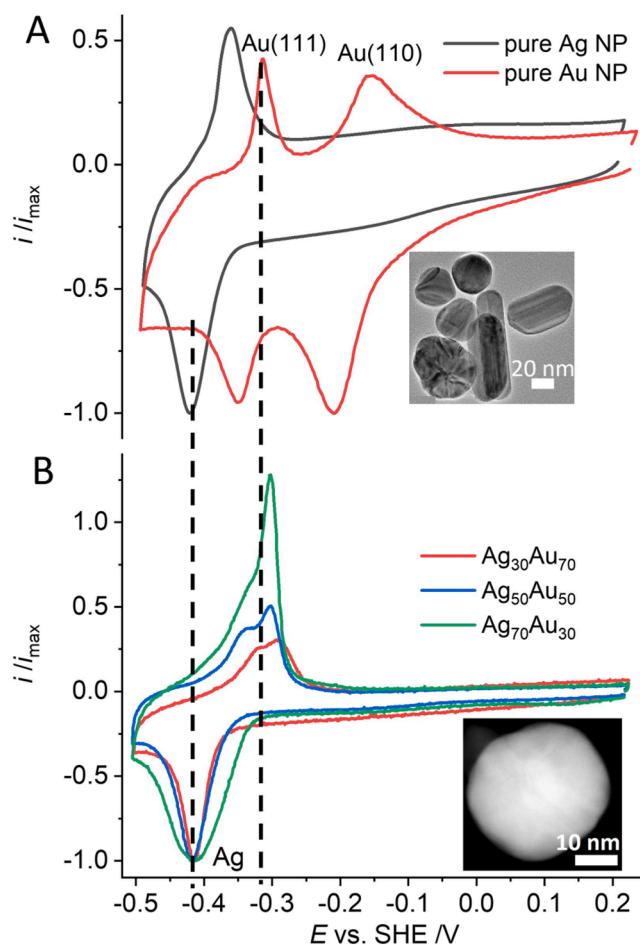 A
0.5
0.0
-0.5
-1.0
i /imax
Au(111)
Au(110)
pure Ag NP
pure Au NP
20 nm
B
1.0
0.5
0.0
-0.5
-1.0
i /imax
Ag30Au70
Ag50Au50
Ag70Au30
Ag
10 nm
-0.5 -0.4 -0.3 -0.2 -0.1 0.0 0.1 0.2
E vs. SHE /V